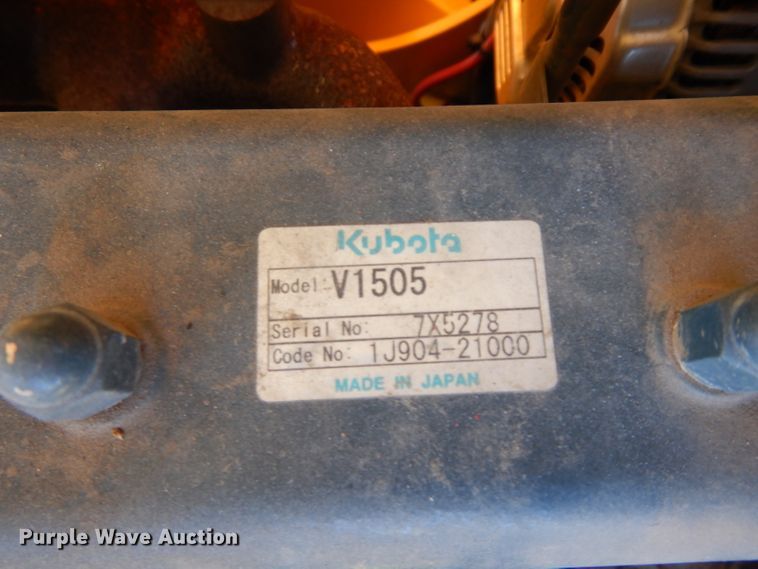 Kubota
Model: V1505
Serial No: 7X5278
Code No: 1J904-21000
MADE IN JAPAN
Purple Wave Auction